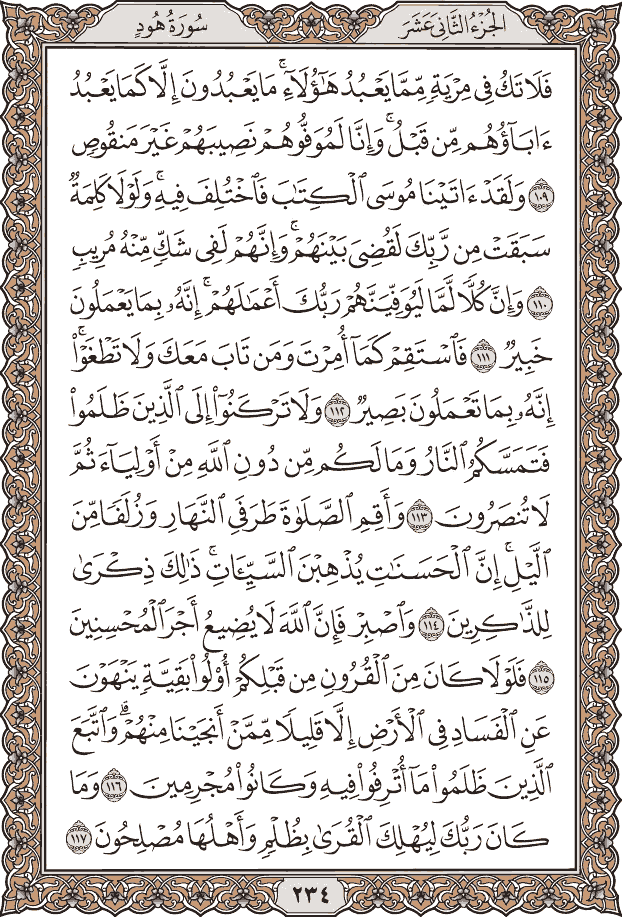 الجُزْءُ الثَّانِي عَشَرَ
سُورَةُ هُودٍ
فَلَا تَكُ فِى مِرْيَةٍ مِّمَّا يَعْبُدُ هَٰٓؤُلَآءِ ۚ مَا يَعْبُدُونَ إِلَّا كَمَا يَعْبُدُ
ءَابَآؤُهُم مِّن قَبْلُ ۚ وَإِنَّا لَمُوَفُّوهُمْ نَصِيبَهُمْ غَيْرَ مَنقُوصٍ
١٠٩ وَلَقَدْ ءَاتَيْنَا مُوسَى ٱلْكِتَٰبَ فَٱخْتُلِفَ فِيهِ ۚ وَلَوْلَا كَلِمَةٌ
سَبَقَتْ مِن رَّبِّكَ لَقُضِىَ بَيْنَهُمْ ۚ وَإِنَّهُمْ لَفِى شَكٍّ مِّنْهُ مُرِيبٍ
١١٠ وَإِنَّ كُلًّا لَّمَّا لَيُوَفِّيَنَّهُمْ رَبُّكَ أَعْمَٰلَهُمْ ۚ إِنَّهُۥ بِمَا يَعْمَلُونَ
خَبِيرٌ ١١١ فَٱسْتَقِمْ كَمَآ أُمِرْتَ وَمَن تَابَ مَعَكَ وَلَا تَطْغَوْا۟ ۚ
إِنَّهُۥ بِمَا تَعْمَلُونَ بَصِيرٌ ١١٢ وَلَا تَرْكَنُوٓا۟ إِلَى ٱلَّذِينَ ظَلَمُوا۟
فَتَمَسَّكُمُ ٱلنَّارُ وَمَا لَكُم مِّن دُونِ ٱللَّهِ مِنْ أَوْلِيَآءَ ثُمَّ
لَا تُنصَرُونَ ١١٣ وَأَقِمِ ٱلصَّلَوٰةَ طَرَفَىِ ٱلنَّهَارِ وَزُلَفًا مِّنَ
ٱلَّيْلِ ۚ إِنَّ ٱلْحَسَنَٰتِ يُذْهِبْنَ ٱلسَّيِّـَٔاتِ ۚ ذَٰلِكَ ذِكْرَىٰ
لِلذَّٰكِرِينَ ١١٤ وَٱصْبِرْ فَإِنَّ ٱللَّهَ لَا يُضِيعُ أَجْرَ ٱلْمُحْسِنِينَ
١١٥ فَلَوْلَا كَانَ مِنَ ٱلْقُرُونِ مِن قَبْلِكُمْ أُو۟لُوا۟ بَقِيَّةٍ يَنْهَوْنَ
عَنِ ٱلْفَسَادِ فِى ٱلْأَرْضِ إِلَّا قَلِيلًا مِّمَّنْ أَنجَيْنَا مِنْهُمْ ۗ وَٱتَّبَعَ
ٱلَّذِينَ ظَلَمُوا۟ مَآ أُتْرِفُوا۟ فِيهِ وَكَانُوا۟ مُجْرِمِينَ ١١٦ وَمَا
كَانَ رَبُّكَ لِيُهْلِكَ ٱلْقُرَىٰ بِظُلْمٍ وَأَهْلُهَا مُصْلِحُونَ ١١٧
٢٣٤